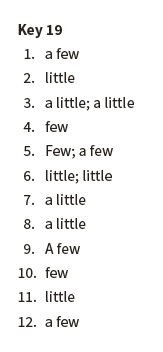 Key 19
1. a few
2. little
3. a little; a little
4. few
5. Few; a few
6. little; little
7. a little
8. a little
9. A few
10. few
11. little
12. a few